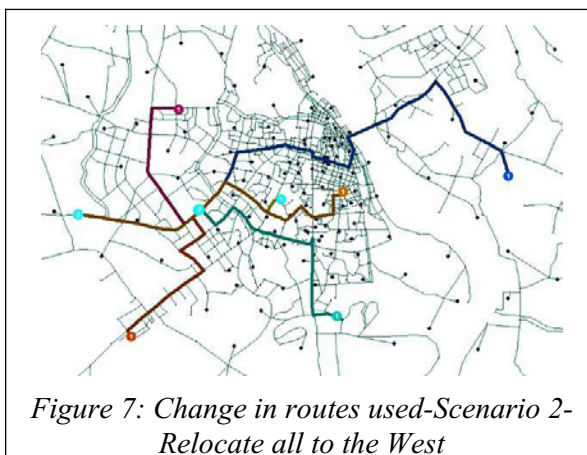 Figure 7: Change in routes used-Scenario 2-
Relocate all to the West